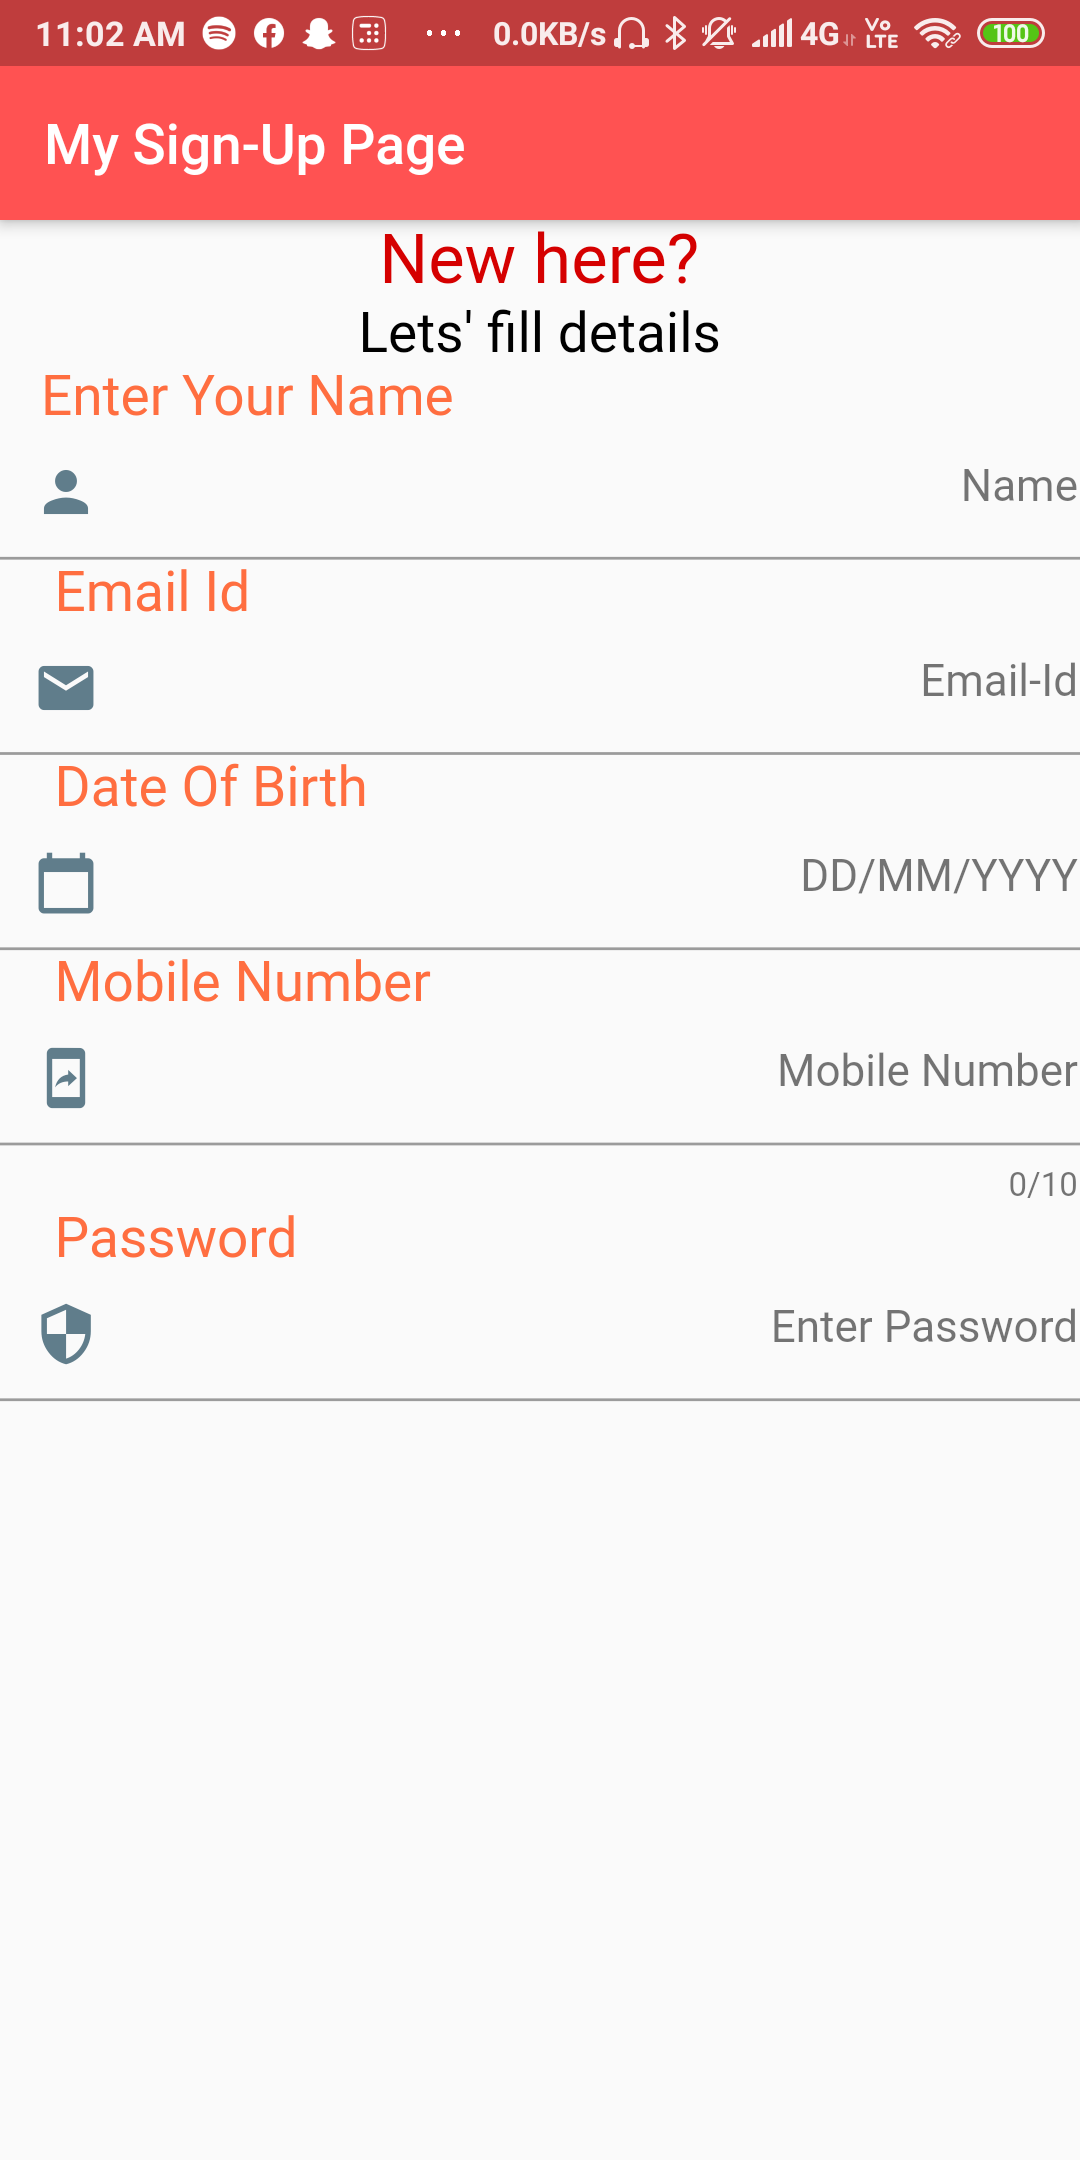 11:02 AM ... 0.0KB/s 4G Vo LTE 100
My Sign-Up Page
New here?
Lets' fill details
Enter Your Name
Name
Email Id
Email-Id
Date Of Birth
DD/MM/YYYY
Mobile Number
Mobile Number
0/10
Password
Enter Password